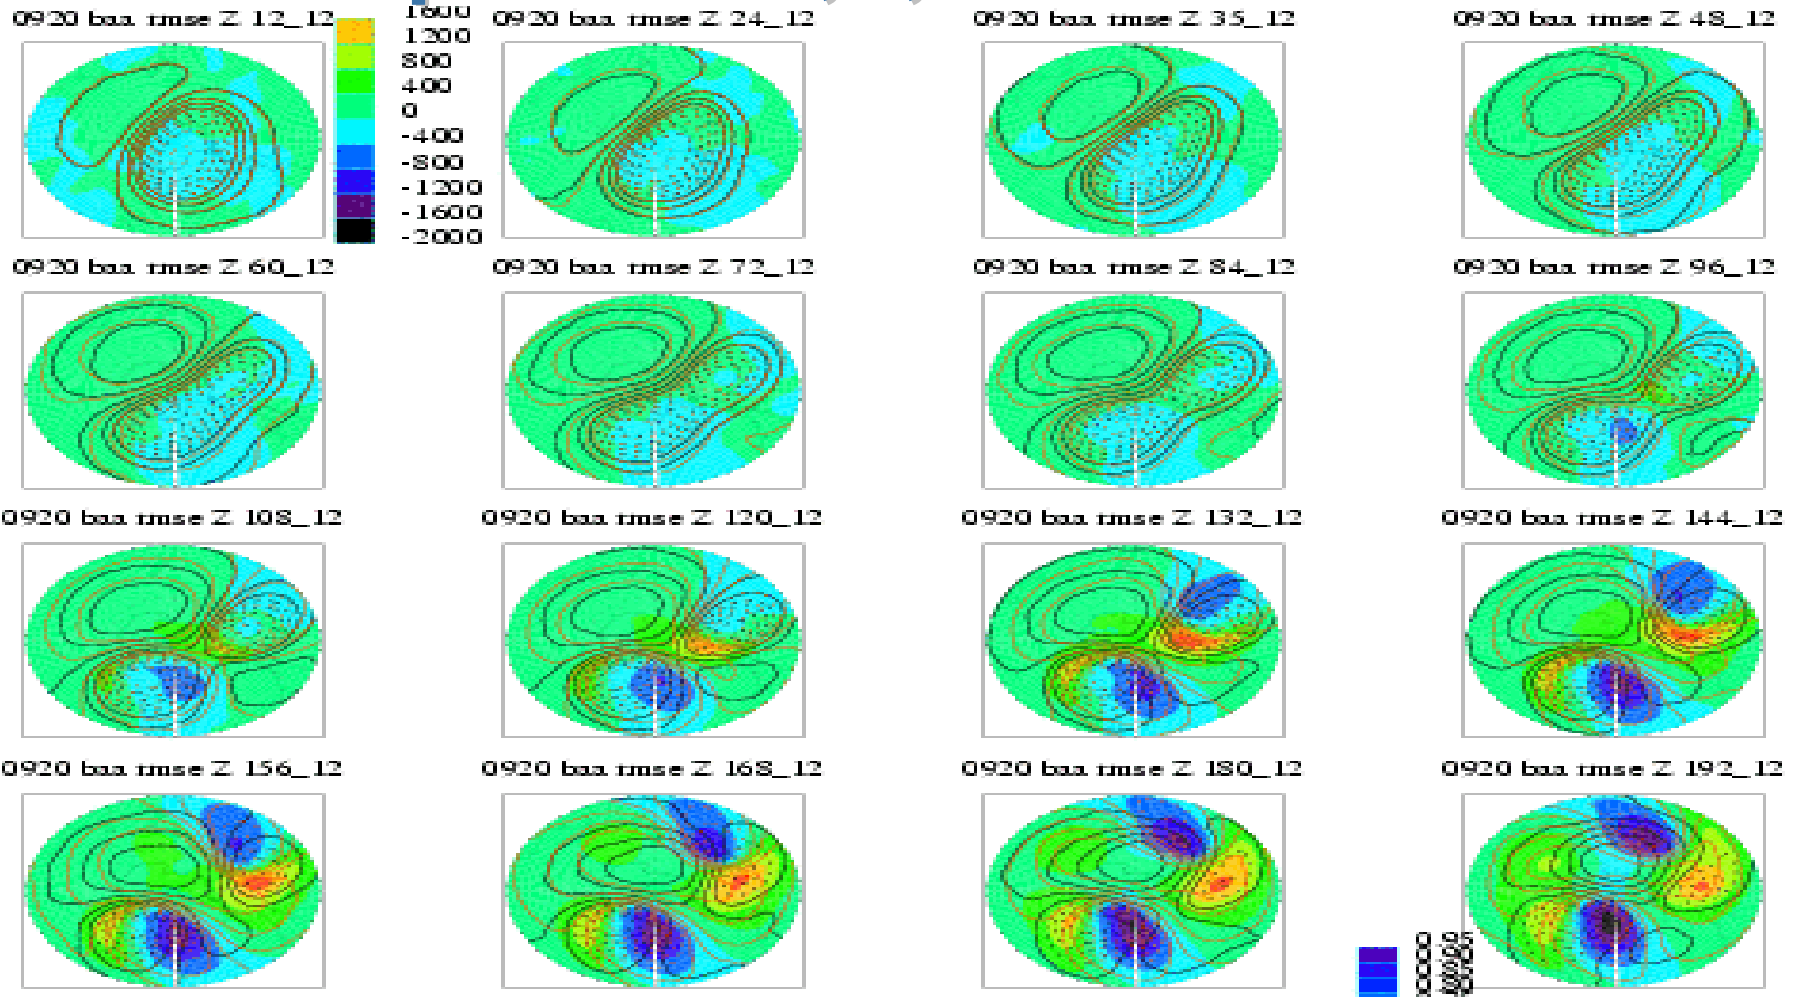 0920 baa rmse Z 12_12
1600
1200
800
400
0
-400
-800
-1200
-1600
-2000
0920 baa rmse Z 24_12
0920 baa rmse Z 35_12
0920 baa rmse Z 48_12
0920 baa rmse Z 60_12
0920 baa rmse Z 72_12
0920 baa rmse Z 84_12
0920 baa rmse Z 96_12
0920 baa rmse Z 108_12
0920 baa rmse Z 120_12
0920 baa rmse Z 132_12
0920 baa rmse Z 144_12
0920 baa rmse Z 156_12
0920 baa rmse Z 168_12
0920 baa rmse Z 180_12
0920 baa rmse Z 192_12